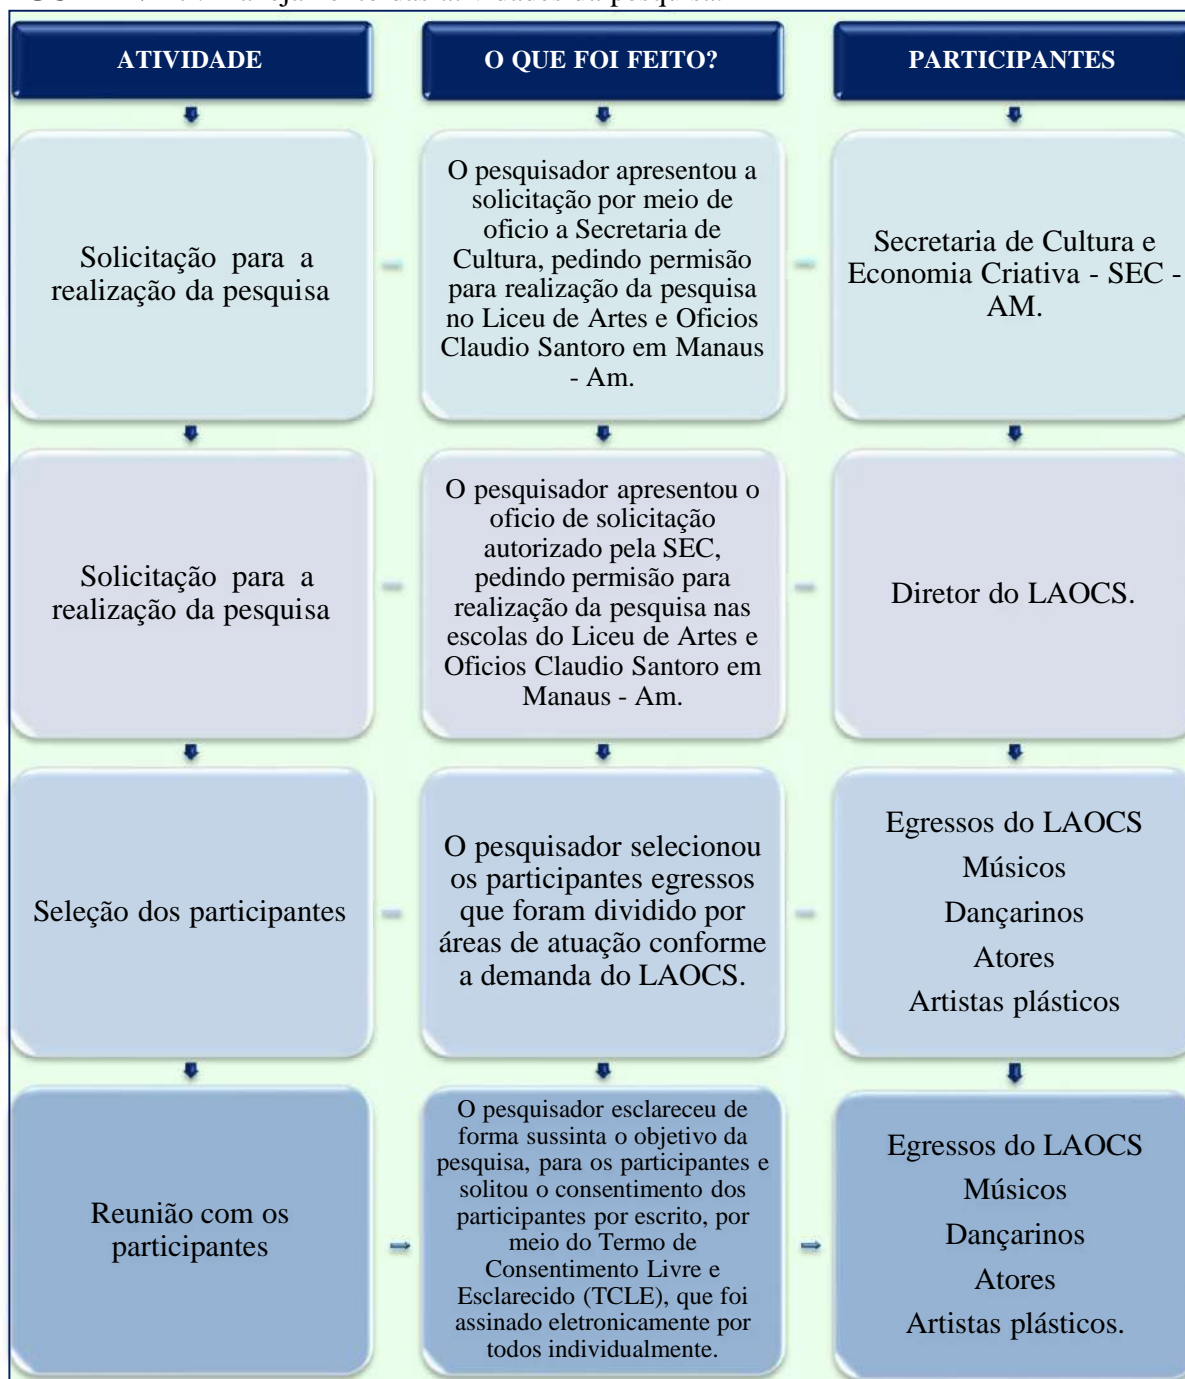 ATIVIDADE
O QUE FOI FEITO?
PARTICIPANTES
Solicitação para a
realização da pesquisa
O pesquisador apresentou a
solicitação por meio de
oficio a Secretaria de
Cultura, pedindo permisão
para realização da pesquisa
no Liceu de Artes e Oficios
Claudio Santoro em Manaus
- Am.
Secretaria de Cultura e
Economia Criativa - SEC -
AM.
Solicitação para a
realização da pesquisa
O pesquisador apresentou o
oficio de solicitação
autorizado pela SEC,
pedindo permisão para
realização da pesquisa nas
escolas do Liceu de Artes e
Oficios Claudio Santoro em
Manaus - Am.
Diretor do LAOCS.
Seleção dos participantes
O pesquisador selecionou
os participantes egressos
que foram dividido por
áreas de atuação conforme
a demanda do LAOCS.
Egressos do LAOCS
Músicos
Dançarinos
Atores
Artistas plásticos
Reunião com os
participantes
O pesquisador esclareceu de
forma sussinta o objetivo da
pesquisa, para os participantes e
solitou o consentimento dos
participantes por escrito, por
meio do Termo de
Consentimento Livre e
Esclarecido (TCLE), que foi
assinado eletronicamente por
todos individualmente.
Egressos do LAOCS
Músicos
Dançarinos
Atores
Artistas plásticos.